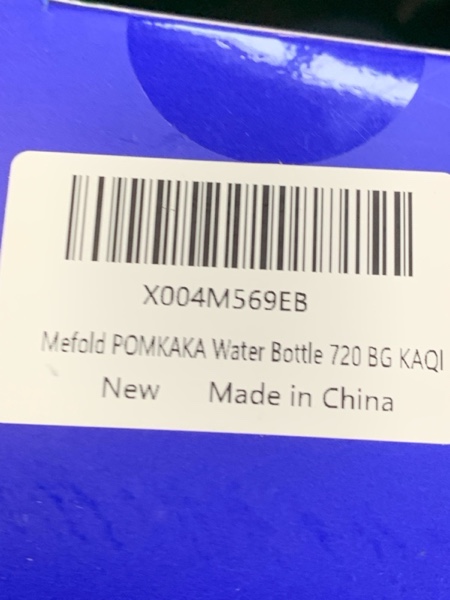 X004M569EB
Mefold POMKAKA Water Bottle 720 BG KAQI
New Made in China